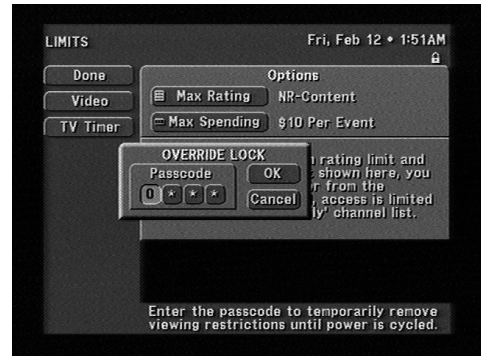 LIMITS
Fri, Feb 12 • 1:51AM
Done
Video
TV Timer
Options
Max Rating NR-Content
Max Spending $10 Per Event
rating limit and
shown here, you
from the
, access is limited
channel list.
OVERRIDE LOCK
Passcode
0 * * *
OK
Cancel
Enter the passcode to temporarily remove
viewing restrictions until power is cycled.